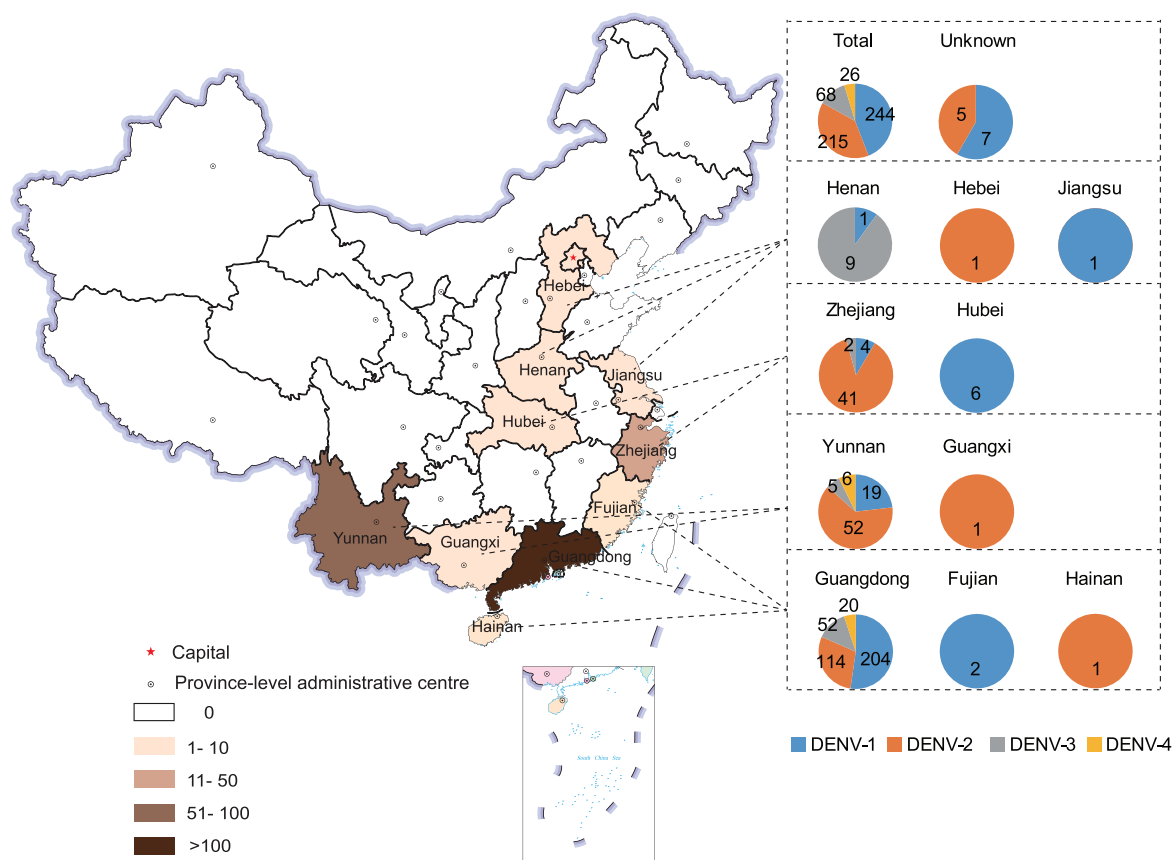 Total
Unknown
26
68
244
215
5
7
Henan
Hebei
Jiangsu
1
9
1
1
Zhejiang
Hubei
2
4
41
6
Yunnan
Guangxi
5
6
19
52
1
Guangdong
Fujian
Hainan
20
52
114
204
2
1
DENV-1
DENV-2
DENV-3
DENV-4
Hebei
Henan
Jiangsu
Hubei
Zhejiang
Fujian
Yunnan
Guangxi
Guangdong
Hainan
Capital
Province-level administrative centre
0
1- 10
11- 50
51- 100
>100
South China Sea